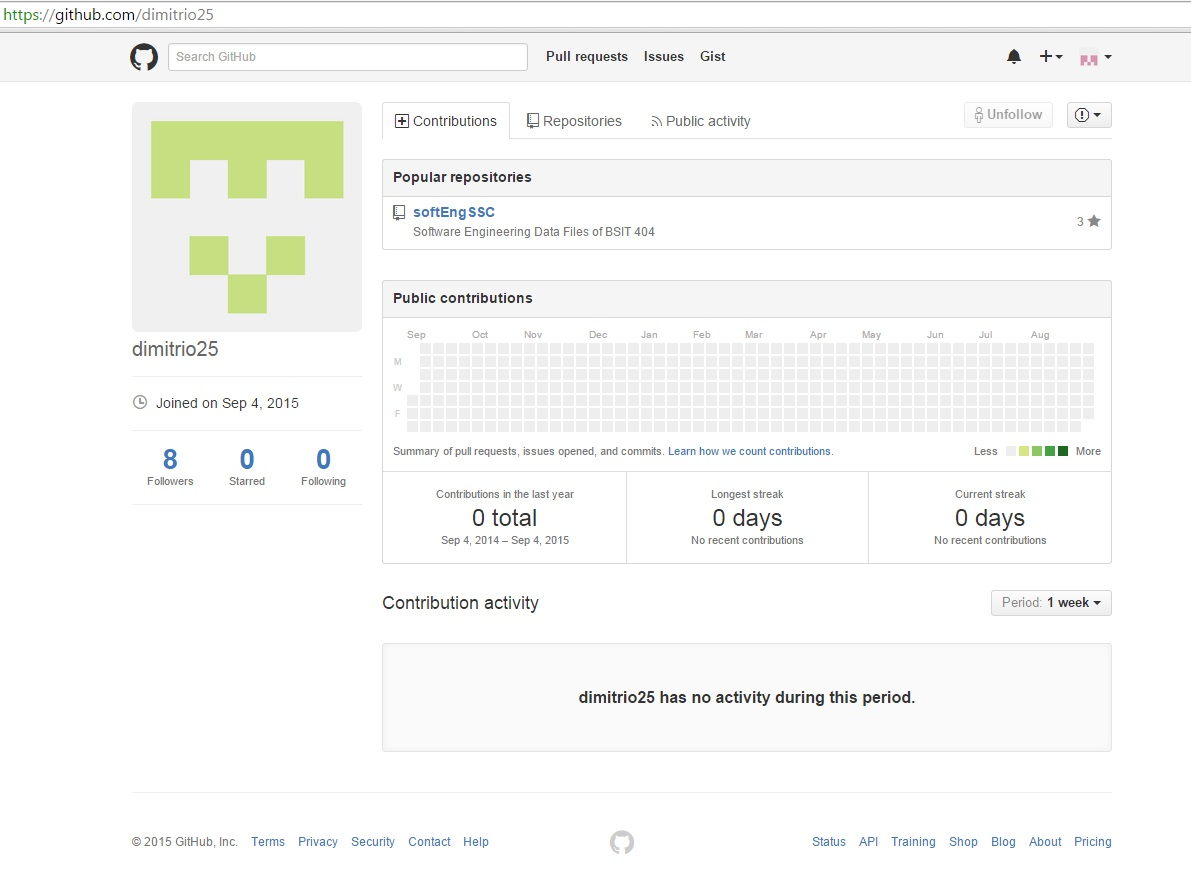 https://github.com/dimitrio25
Search GitHub Pull requests Issues Gist
Contributions Repositories Public activity Unfollow
Popular repositories
softEngSSC
Software Engineering Data Files of BSIT 404
3
dimitrio25
Joined on Sep 4, 2015
8 0 0
Followers Starred Following
Public contributions
Sep Oct Nov Dec Jan Feb Mar Apr May Jun Jul Aug
M
W
F
Summary of pull requests, issues opened, and commits. Learn how we count contributions. Less More
Contributions in the last year Longest streak Current streak
0 total 0 days 0 days
Sep 4, 2014 – Sep 4, 2015 No recent contributions No recent contributions
Contribution activity Period: 1 week
dimitrio25 has no activity during this period.
© 2015 GitHub, Inc. Terms Privacy Security Contact Help Status API Training Shop Blog About Pricing